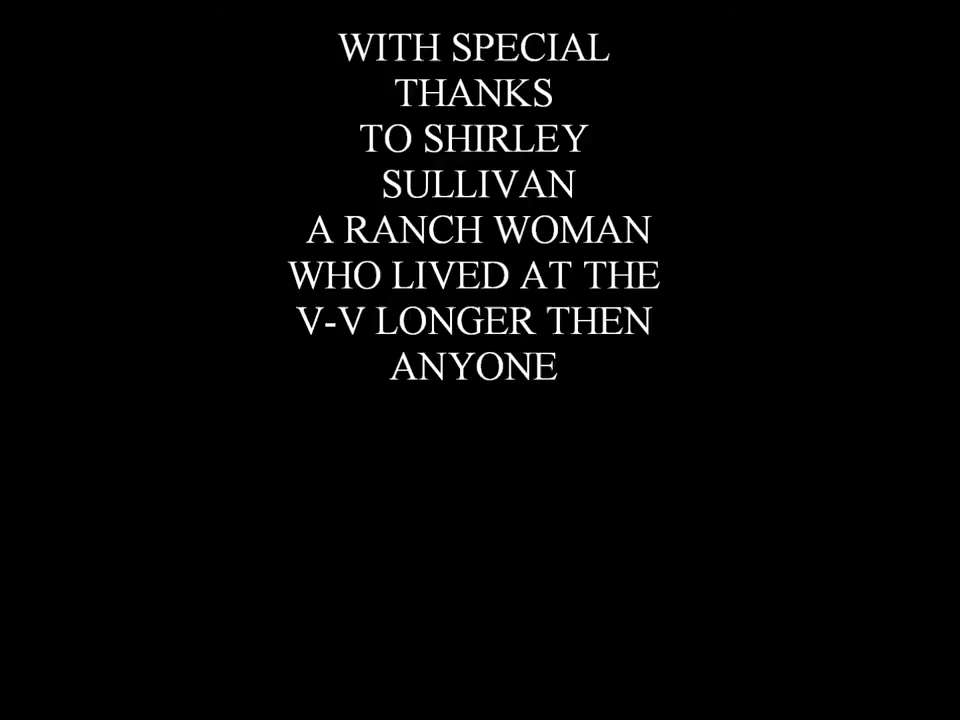 WITH SPECIAL
THANKS
TO SHIRLEY
SULLIVAN
A RANCH WOMAN
WHO LIVED AT THE
V-V LONGER THEN
ANYONE